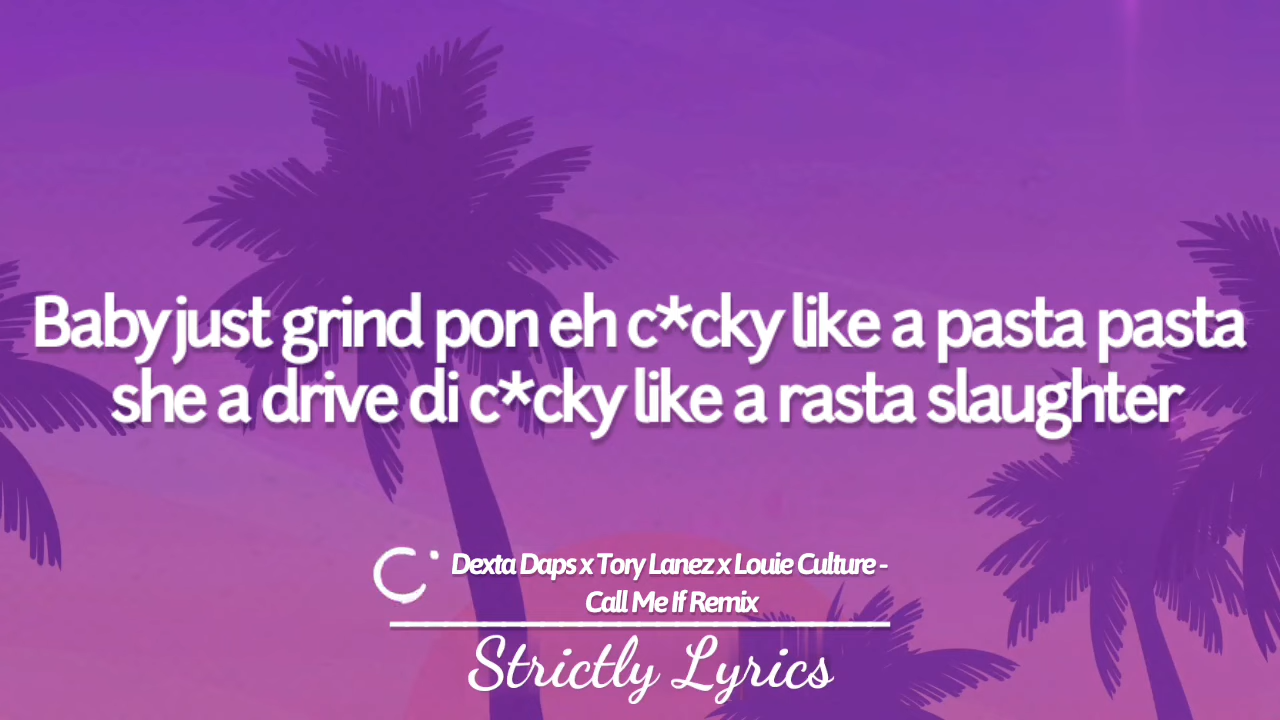 Baby just grind pon eh c*cky like a pasta pasta
she a drive di c*cky like a rasta slaughter
Dexta Daps x Tory Lanez x Louie Culture -
Call Me If Remix
Strictly Lyrics